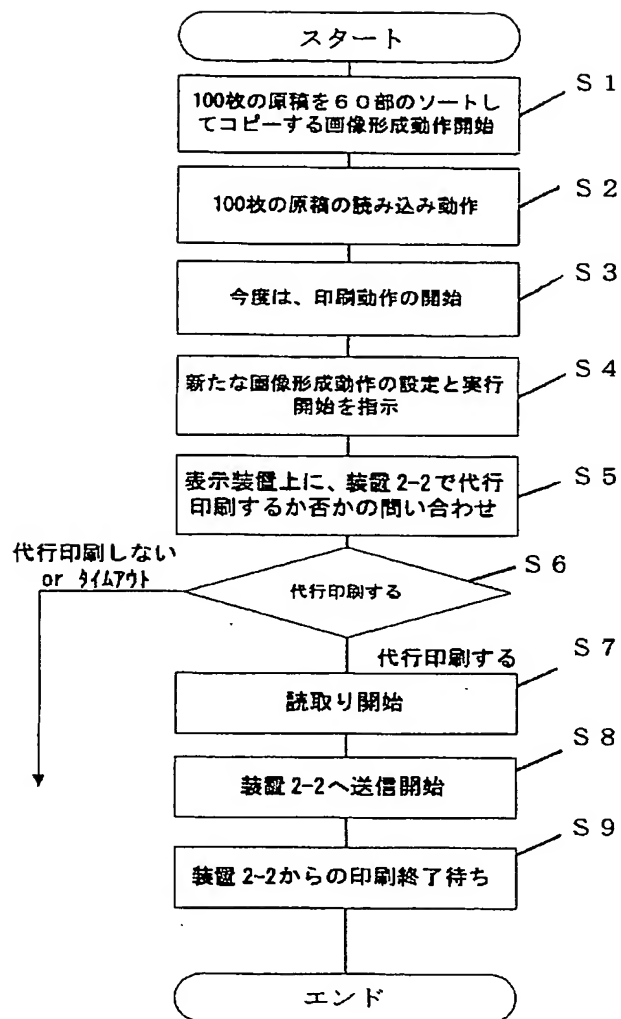 スタート
100枚の原稿を60部のソートし
てコピーする画像形成動作開始
S1
100枚の原稿の読み込み動作
S2
今度は、印刷動作の開始
S3
新たな画像形成動作の設定と実行
開始を指示
S4
表示装置上に、装置2-2で代行
印刷するか否かの問い合わせ
S5
代行印刷しない
or タイムアウト
代行印刷する
S6
代行印刷する
読取り開始
S7
装置2-2へ送信開始
S8
装置2-2からの印刷終了待ち
S9
エンド